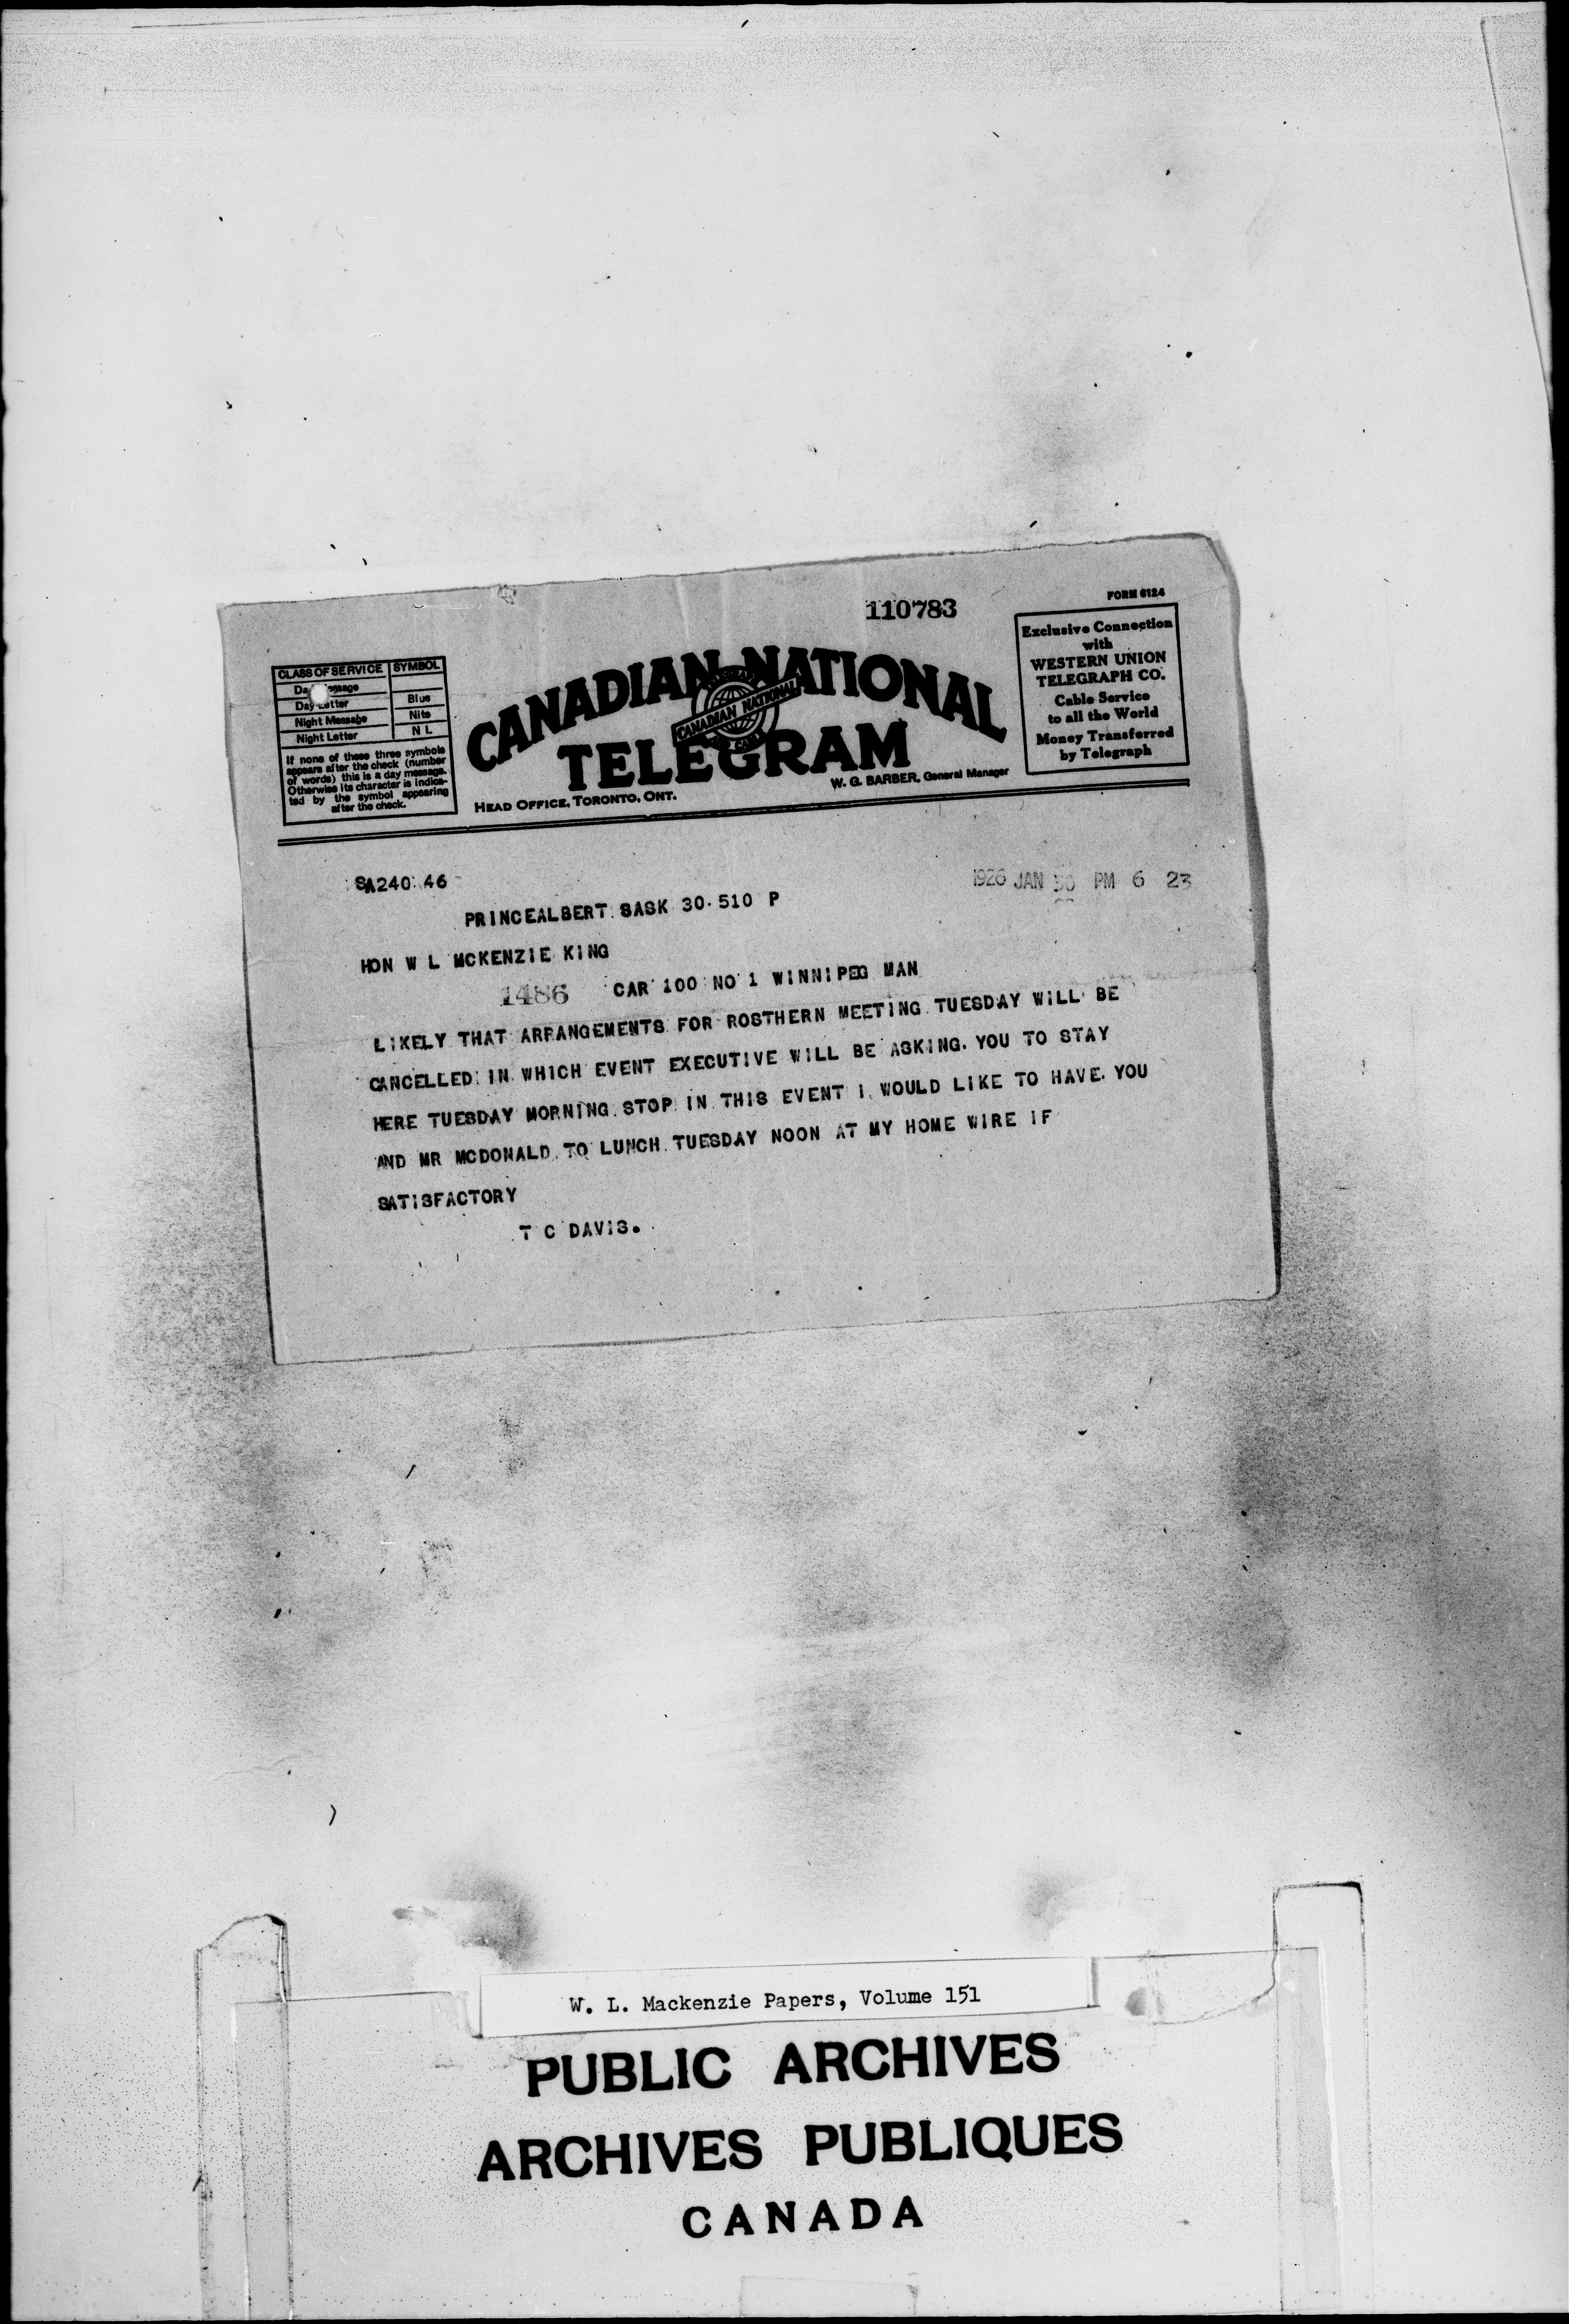 110783
FORM 6124
CLASS OF SERVICE SYMBOL
Day Letter Blue
Night Message Nite
Night Letter N L
If none of these three symbols
appears after the check (number
of words) this is a day message.
Otherwise its character is indica-
ted by the symbol appearing
after the check.
CANADIAN NATIONAL
CANADIAN NATIONAL
TELEGRAM
HEAD OFFICE, TORONTO, ONT.
W. G. BARBER, General Manager
Exclusive Connection
with
WESTERN UNION
TELEGRAPH CO.
Cable Service
to all the World
Money Transferred
by Telegraph
SA240 46
1926 JAN 30 PM 6 23
PRINCEALBERT SASK 30 510 P
HON W L MCKENZIE KING
1486 CAR 100 NO 1 WINNIPEG MAN
LIKELY THAT ARRANGEMENTS FOR ROSTHERN MEETING TUESDAY WILL BE
CANCELLED IN WHICH EVENT EXECUTIVE WILL BE ASKING YOU TO STAY
HERE TUESDAY MORNING STOP IN THIS EVENT I WOULD LIKE TO HAVE YOU
AND MR MCDONALD TO LUNCH TUESDAY NOON AT MY HOME WIRE IF
SATISFACTORY
T C DAVIS.
W. L. Mackenzie Papers, Volume 151
PUBLIC ARCHIVES
ARCHIVES PUBLIQUES
CANADA